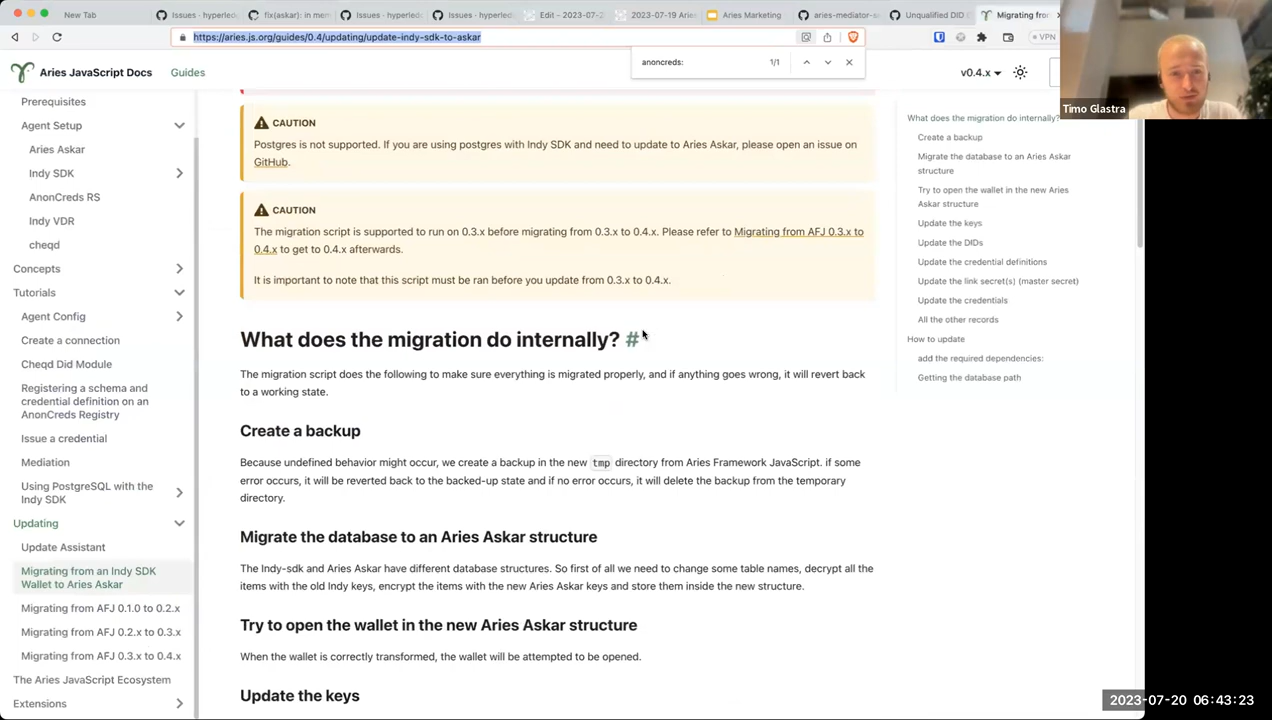 New Tab
Issues · hyperled
fix(askar): in mem
Issues · hyperled
Issues · hyperled
Edit – 2023-07-2
2023-07-19 Aries
Aries Marketing
aries-mediator-s
Unqualified DID
Migrating from
https://aries.js.org/guides/0.4/updating/update-indy-sdk-to-askar
VPN
anoncreds:
1/1
Aries JavaScript Docs
Guides
v0.4.x
Timo Glastra
Prerequisites
Agent Setup
Aries Askar
Indy SDK
AnonCreds RS
Indy VDR
cheqd
Concepts
Tutorials
Agent Config
Create a connection
Cheqd Did Module
Registering a schema and
credential definition on an
AnonCreds Registry
Issue a credential
Mediation
Using PostgreSQL with the
Indy SDK
Updating
Update Assistant
Migrating from an Indy SDK
Wallet to Aries Askar
Migrating from AFJ 0.1.0 to 0.2.x
Migrating from AFJ 0.2.x to 0.3.x
Migrating from AFJ 0.3.x to 0.4.x
The Aries JavaScript Ecosystem
Extensions
CAUTION
Postgres is not supported. If you are using postgres with Indy SDK and need to update to Aries Askar, please open an issue on
GitHub.
CAUTION
The migration script is supported to run on 0.3.x before migrating from 0.3.x to 0.4.x. Please refer to Migrating from AFJ 0.3.x to
0.4.x to get to 0.4.x afterwards.
It is important to note that this script must be ran before you update from 0.3.x to 0.4.x.
What does the migration do internally? #
The migration script does the following to make sure everything is migrated properly, and if anything goes wrong, it will revert back
to a working state.
Create a backup
Because undefined behavior might occur, we create a backup in the new tmp directory from Aries Framework JavaScript. if some
error occurs, it will be reverted back to the backed-up state and if no error occurs, it will delete the backup from the temporary
directory.
Migrate the database to an Aries Askar structure
The Indy-sdk and Aries Askar have different database structures. So first of all we need to change some table names, decrypt all the
items with the old Indy keys, encrypt the items with the new Aries Askar keys and store them inside the new structure.
Try to open the wallet in the new Aries Askar structure
When the wallet is correctly transformed, the wallet will be attempted to be opened.
Update the keys
What does the migration do internally?
Create a backup
Migrate the database to an Aries Askar
structure
Try to open the wallet in the new Aries
Askar structure
Update the keys
Update the DIDs
Update the credential definitions
Update the link secret(s) (master secret)
Update the credentials
All the other records
How to update
add the required dependencies:
Getting the database path
2023-07-20 06:43:23